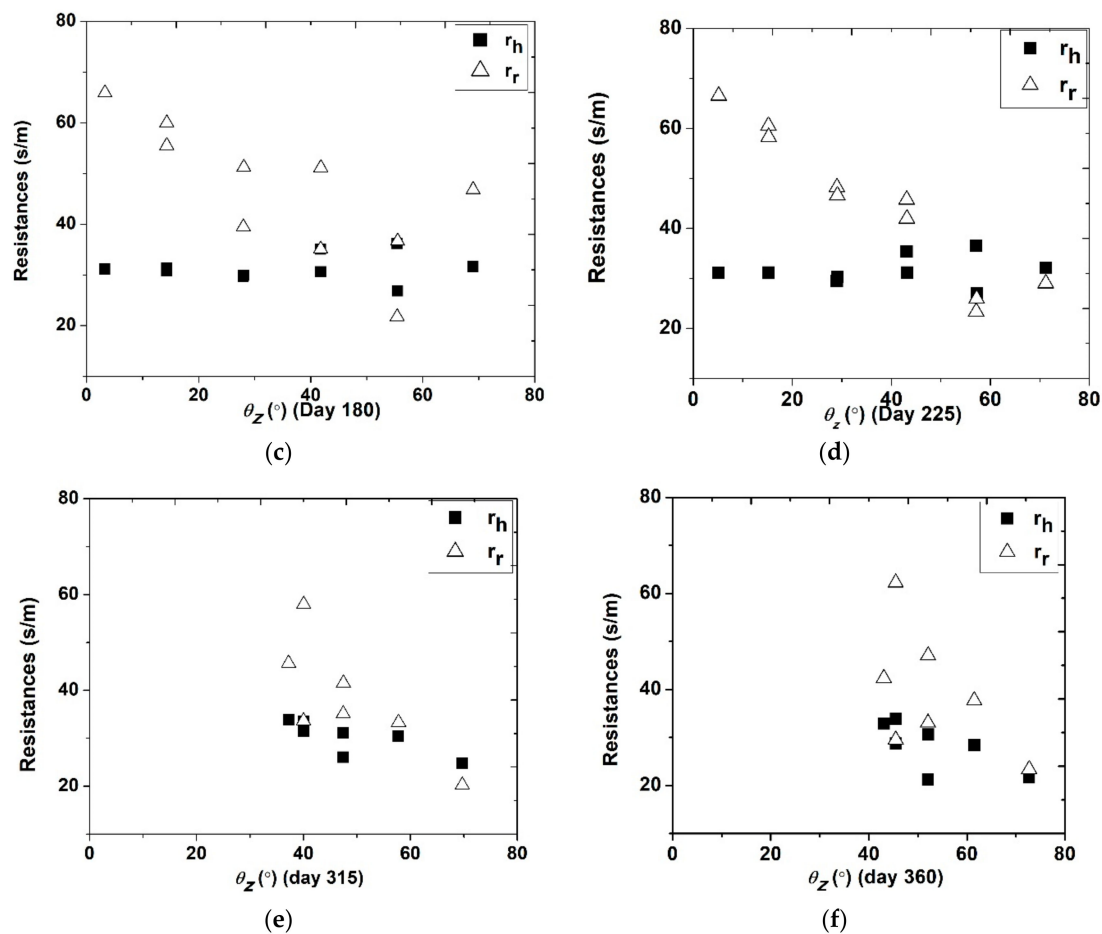 80
60
40
20
Resistances (s/m)
r_h
r_r
0 20 40 60 80
θ_Z (°) (Day 180)
(c)
80
60
40
20
Resistances (s/m)
r_h
r_r
0 20 40 60 80
θ_z (°) (Day 225)
(d)
80
60
40
20
Resistances (s/m)
r_h
r_r
0 20 40 60 80
θ_Z (°) (day 315)
(e)
80
60
40
20
Resistances (s/m)
r_h
r_r
0 20 40 60 80
θ_Z (°) (day 360)
(f)